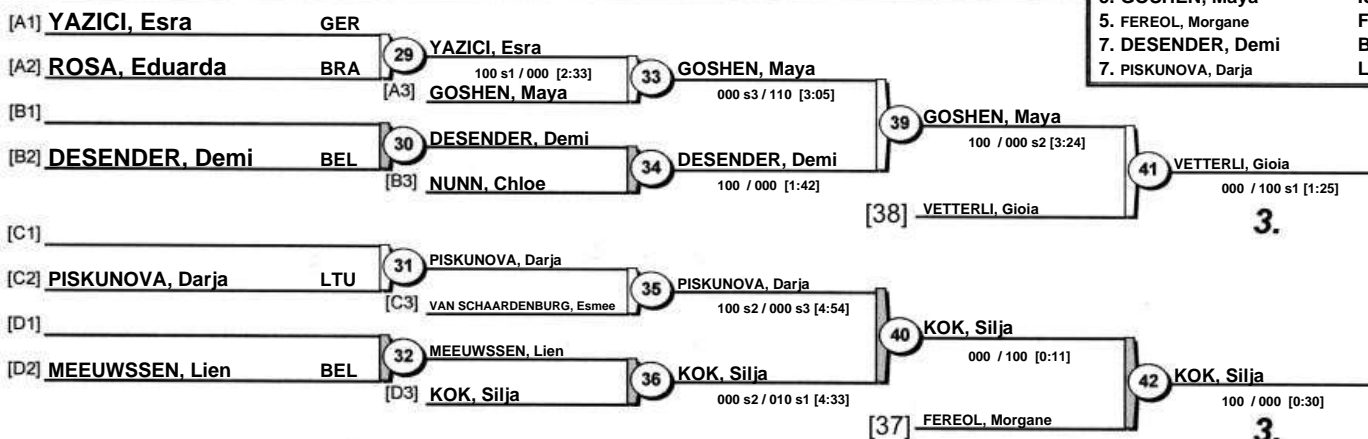 5. FEREOL, Morgane F
7. DESENDER, Demi B
7. PISKUNOVA, Darja L
[A1] YAZICI, Esra GER
29
YAZICI, Esra
100 s1 / 000 [2:33]
[A2] ROSA, Eduarda BRA
[A3] GOSHEN, Maya
33
GOSHEN, Maya
000 s3 / 110 [3:05]
[B1]
30
DESENDER, Demi
[B2] DESENDER, Demi BEL
[B3] NUNN, Chloe
34
DESENDER, Demi
100 / 000 [1:42]
39
GOSHEN, Maya
100 / 000 s2 [3:24]
[38] VETTERLI, Gioia
41
VETTERLI, Gioia
000 / 100 s1 [1:25]
3.
[C1]
31
PISKUNOVA, Darja
[C2] PISKUNOVA, Darja LTU
[C3] VAN SCHAARDENBURG, Esmee
35
PISKUNOVA, Darja
100 s2 / 000 s3 [4:54]
[D1]
32
MEEUWSSEN, Lien
[D2] MEEUWSSEN, Lien BEL
[D3] KOK, Silja
36
KOK, Silja
000 s2 / 010 s1 [4:33]
40
KOK, Silja
000 / 100 [0:11]
[37] FEREOL, Morgane
42
KOK, Silja
100 / 000 [0:30]
3.